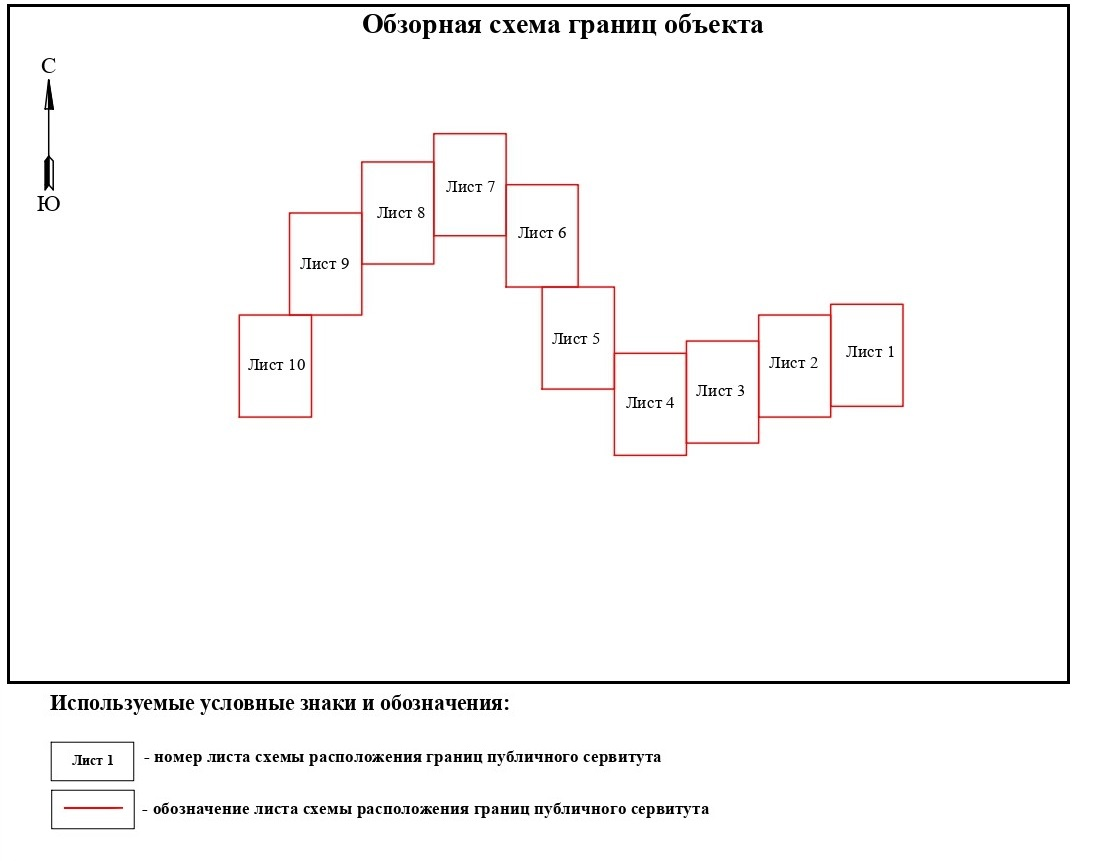 Обзорная схема границ объекта
С
Ю
Лист 7
Лист 8
Лист 6
Лист 9
Лист 5
Лист 1
Лист 2
Лист 10
Лист 3
Лист 4
Используемые условные знаки и обозначения:
Лист 1 - номер листа схемы расположения границ публичного сервитута
- обозначение листа схемы расположения границ публичного сервитута